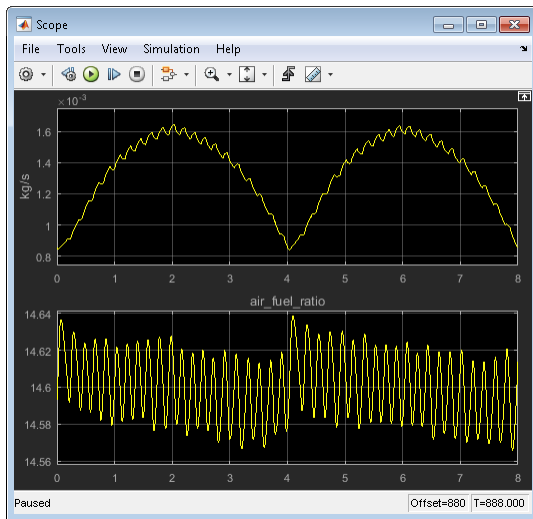 Scope
File Tools View Simulation Help
×10⁻³
1.6
1.4
1.2
1
0.8
kg/s
0 1 2 3 4 5 6 7 8
air_fuel_ratio
14.64
14.62
14.6
14.58
14.56
0 1 2 3 4 5 6 7 8
Paused Offset=880 T=888.000